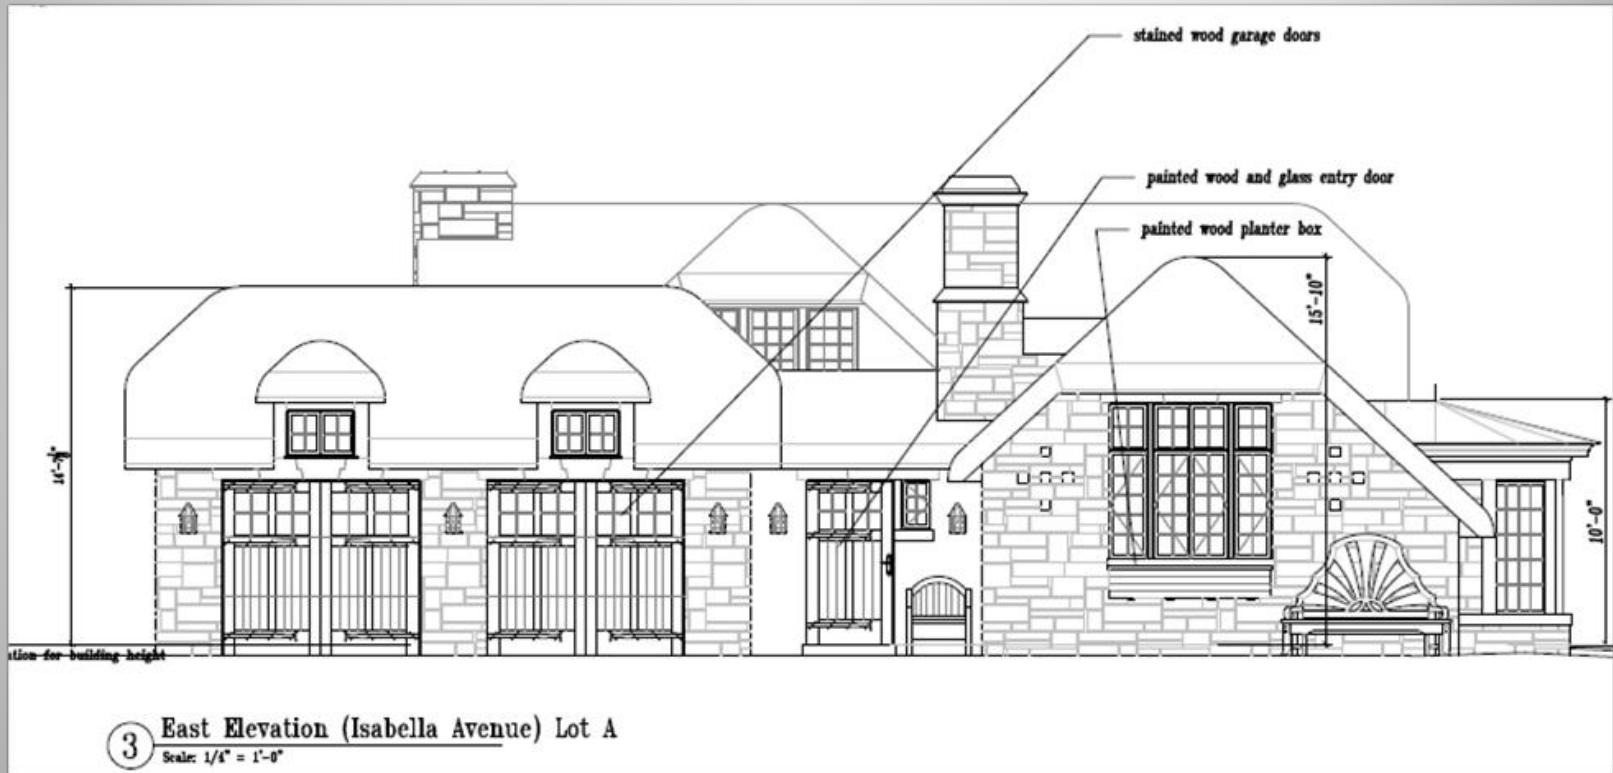 stained wood garage doors
painted wood and glass entry door
painted wood planter box
15'-10"
10'-0"
ation for building height
3
East Elevation (Isabella Avenue) Lot A
Scale: 1/4" = 1'-0"